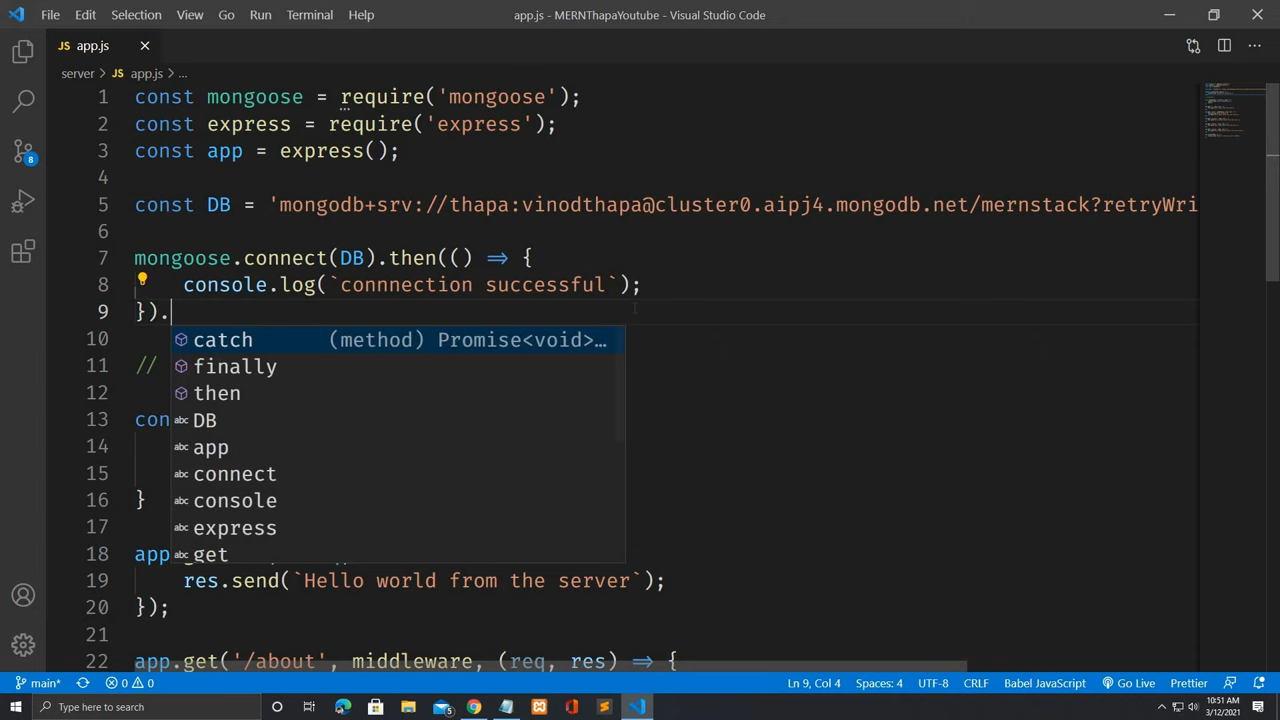 File Edit Selection View Go Run Terminal Help app.js - MERNThapaYoutube - Visual Studio Code
JS app.js
server > JS app.js > ...
1 const mongoose = require('mongoose');
2 const express = require('express');
3 const app = express();
4
5 const DB = 'mongodb+srv://thapa:vinodthapa@cluster0.aipj4.mongodb.net/mernstack?retryWri
6
7 mongoose.connect(DB).then(() => {
8 console.log(`connnection successful`);
9 }).
10 catch (method) Promise<void>...
11 // finally
12 then
13 con DB
14 app
15 connect
16 } console
17 express
18 app get
19 res.send(`Hello world from the server`);
20 });
21
22 app.get('/about', middleware, (req, res) => {
8
main* 0 0 Ln 9, Col 4 Spaces: 4 UTF-8 CRLF Babel JavaScript Go Live Prettier
Type here to search 5 10:51 AM
3/12/2021